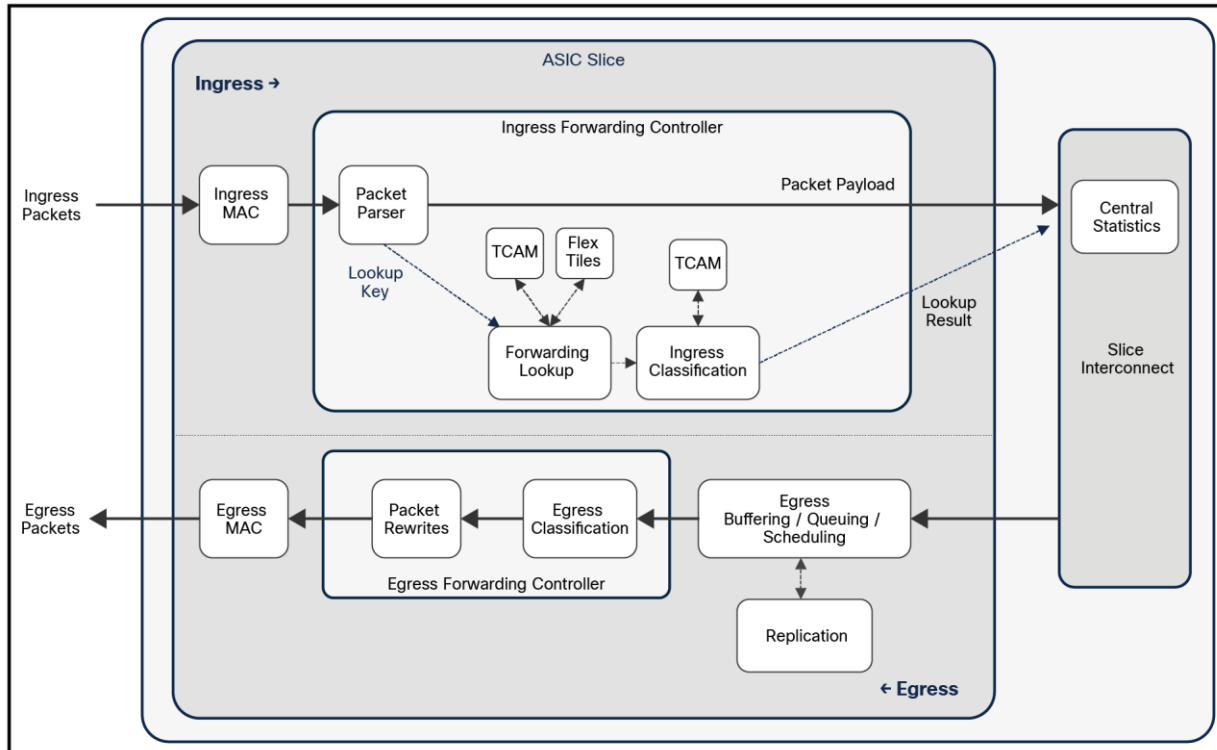 ASIC Slice
Ingress →
Ingress Forwarding Controller
Ingress
Packets
Ingress
MAC
Packet
Parser
Packet Payload
Central
Statistics
TCAM
Flex
Tiles
TCAM
Lookup
Key
Lookup
Result
Forwarding
Lookup
Ingress
Classification
Slice
Interconnect
Egress
Packets
Egress
MAC
Packet
Rewrites
Egress
Classification
Egress
Buffering / Queuing /
Scheduling
Egress Forwarding Controller
Replication
← Egress